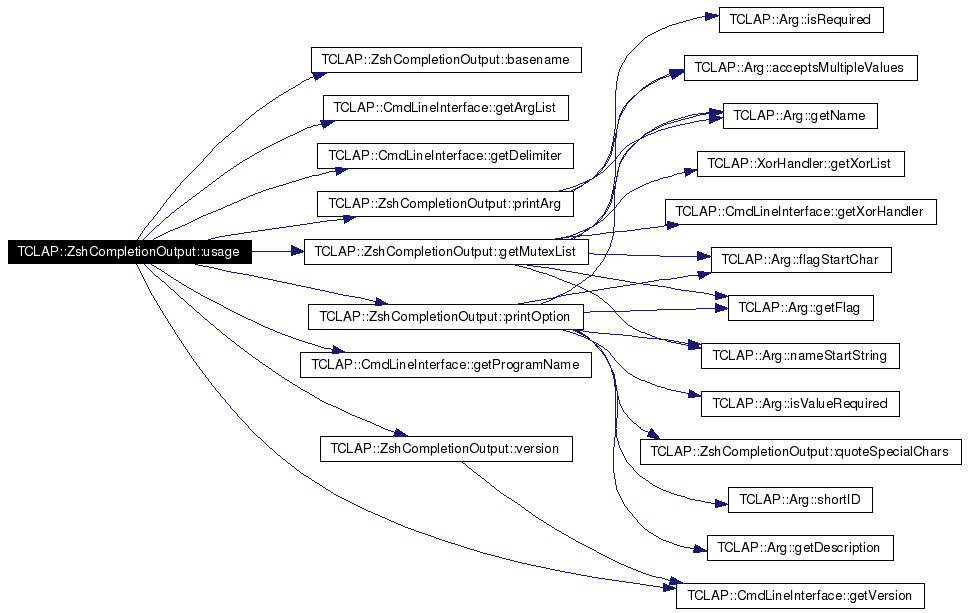 TCLAP::Arg::isRequired
TCLAP::ZshCompletionOutput::basename
TCLAP::Arg::acceptsMultipleValues
TCLAP::CmdLineInterface::getArgList
TCLAP::Arg::getName
TCLAP::CmdLineInterface::getDelimiter
TCLAP::XorHandler::getXorList
TCLAP::ZshCompletionOutput::printArg
TCLAP::CmdLineInterface::getXorHandler
TCLAP::ZshCompletionOutput::usage
TCLAP::ZshCompletionOutput::getMutexList
TCLAP::Arg::flagStartChar
TCLAP::Arg::getFlag
TCLAP::ZshCompletionOutput::printOption
TCLAP::Arg::nameStartString
TCLAP::CmdLineInterface::getProgramName
TCLAP::Arg::isValueRequired
TCLAP::ZshCompletionOutput::version
TCLAP::ZshCompletionOutput::quoteSpecialChars
TCLAP::Arg::shortID
TCLAP::Arg::getDescription
TCLAP::CmdLineInterface::getVersion